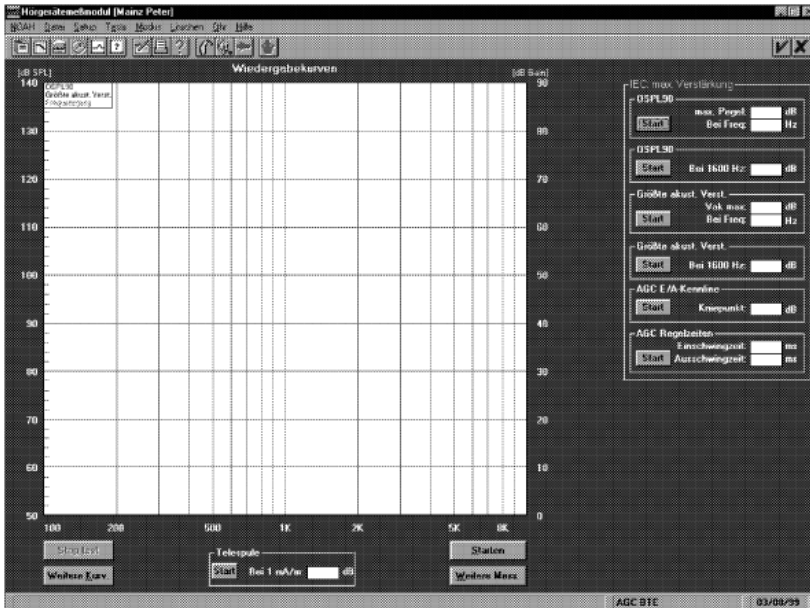 Hörgerätemeßmodul [Mainz Peter]
NOAH Datei Setup Tests Modus Löschen Ohr Hilfe
[dB SPL] Wiedergabekurven [dB Gain]
OSPL90
Größte akust. Verst.
Frequenzgang
140 90
130 80
120 70
110 60
100 50
90 40
80 30
70 20
60 10
50 0
100 200 500 1K 2K 5K 8K
IEC: max. Verstärkung
OSPL90
max. Pegel: dB
Start Bei Freq: Hz
OSPL90
Start Bei 1600 Hz: dB
Größte akust. Verst.
Vak max: dB
Start Bei Freq: Hz
Größte akust. Verst.
Start Bei 1600 Hz: dB
AGC E/A-Kennline
Start Kniepunkt: dB
AGC Regelzeiten
Einschwingzeit: ms
Start Ausschwingzeit: ms
Stop test
Weitere Kurv.
Telespule
Start Bei 1 mA/m: dB
Starten
Weitere Mess.
AGC BTE 03/08/99